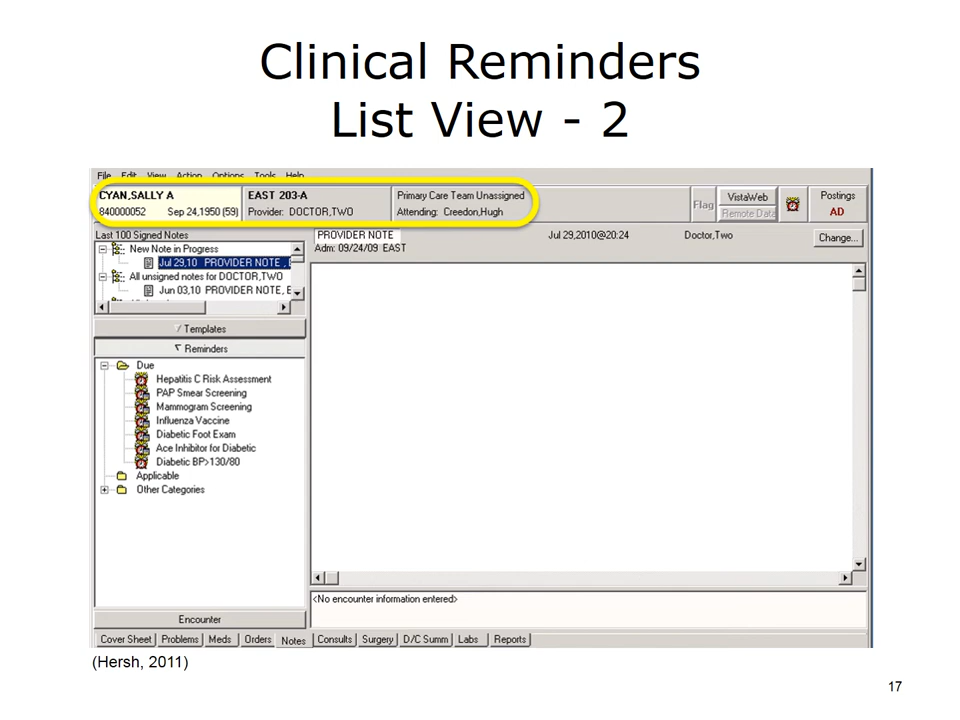 Clinical Reminders
List View - 2
File Edit View Action Options Tools Help
CYAN,SALLY A
840000052 Sep 24,1950 (59)
EAST 203-A
Provider: DOCTOR,TWO
Primary Care Team Unassigned
Attending: Creedon,Hugh
Flag
VistaWeb
Remote Data
Postings
AD
Last 100 Signed Notes
New Note in Progress
Jul 29,10 PROVIDER NOTE ,
All unsigned notes for DOCTOR,TWO
Jun 03,10 PROVIDER NOTE, E
PROVIDER NOTE
Adm: 09/24/09 EAST
Jul 29,2010@20:24
Doctor,Two
Change...
Templates
Reminders
Due
Hepatitis C Risk Assessment
PAP Smear Screening
Mammogram Screening
Influenza Vaccine
Diabetic Foot Exam
Ace Inhibitor for Diabetic
Diabetic BP>130/80
Applicable
Other Categories
<No encounter information entered>
Encounter
Cover Sheet Problems Meds Orders Notes Consults Surgery D/C Summ Labs Reports
(Hersh, 2011)
17